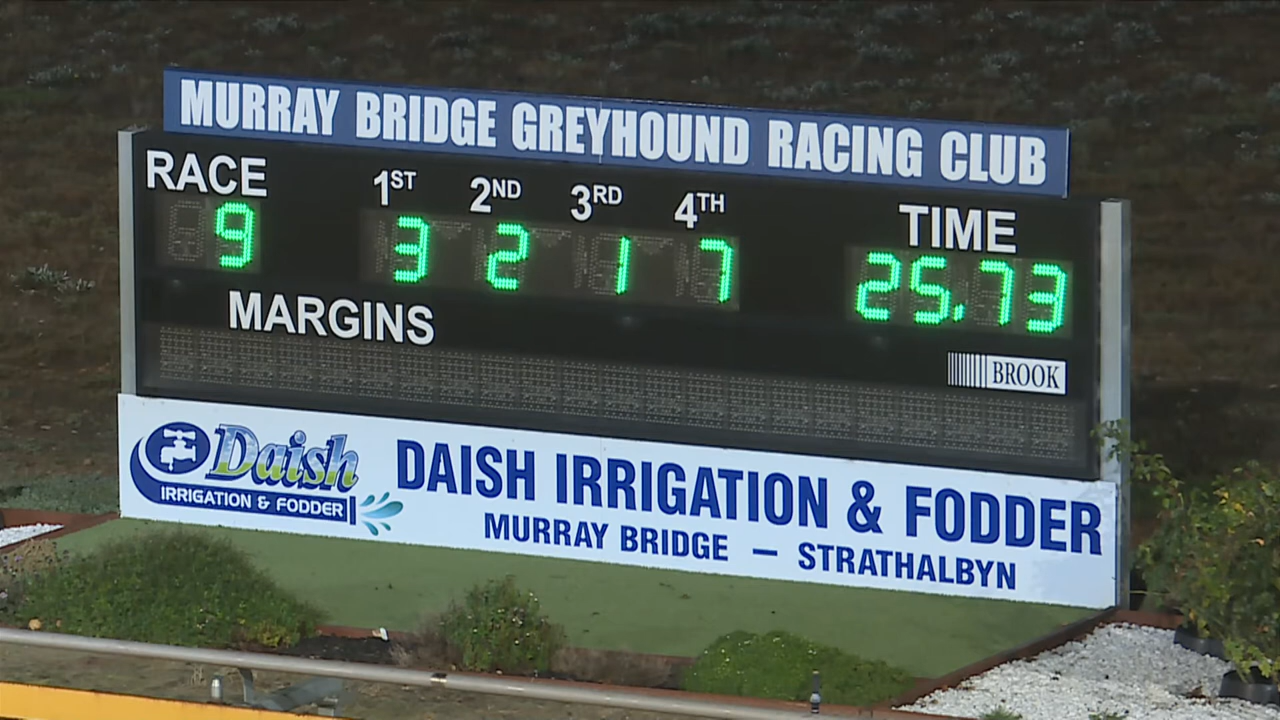 MURRAY BRIDGE GREYHOUND RACING CLUB
RACE 1ST 2ND 3RD 4TH TIME
9 3 2 1 7 25.73
MARGINS
BROOK
Daish
IRRIGATION & FODDER
DAISH IRRIGATION & FODDER
MURRAY BRIDGE – STRATHALBYN